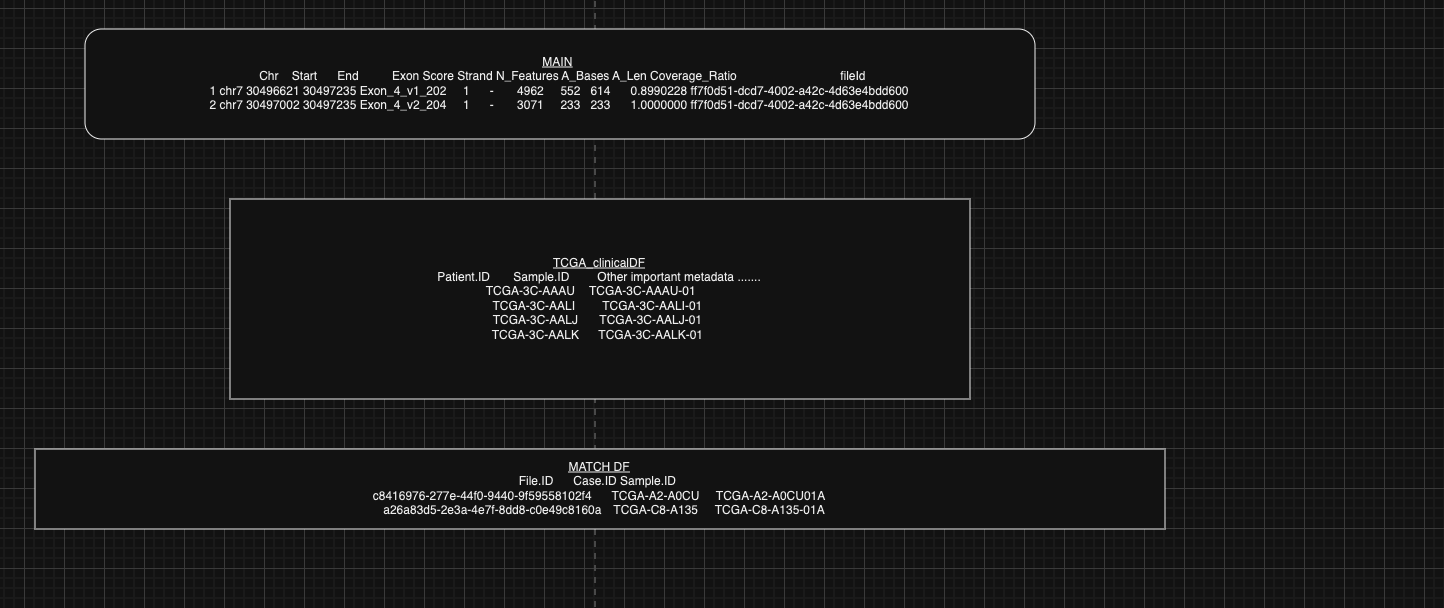 MAIN
Chr Start End Exon Score Strand N_Features A_Bases A_Len Coverage_Ratio fileId
1 chr7 30496621 30497235 Exon_4_v1_202 1 - 4962 552 614 0.8990228 ff7f0d51-dcd7-4002-a42c-4d63e4bdd600
2 chr7 30497002 30497235 Exon_4_v2_204 1 - 3071 233 233 1.0000000 ff7f0d51-dcd7-4002-a42c-4d63e4bdd600
TCGA_clinicalDF
Patient.ID Sample.ID Other important metadata .......
TCGA-3C-AAAU TCGA-3C-AAAU-01
TCGA-3C-AALI TCGA-3C-AALI-01
TCGA-3C-AALJ TCGA-3C-AALJ-01
TCGA-3C-AALK TCGA-3C-AALK-01
MATCH DF
File.ID Case.ID Sample.ID
c8416976-277e-44f0-9440-9f59558102f4 TCGA-A2-A0CU TCGA-A2-A0CU01A
a26a83d5-2e3a-4e7f-8dd8-c0e49c8160a TCGA-C8-A135 TCGA-C8-A135-01A